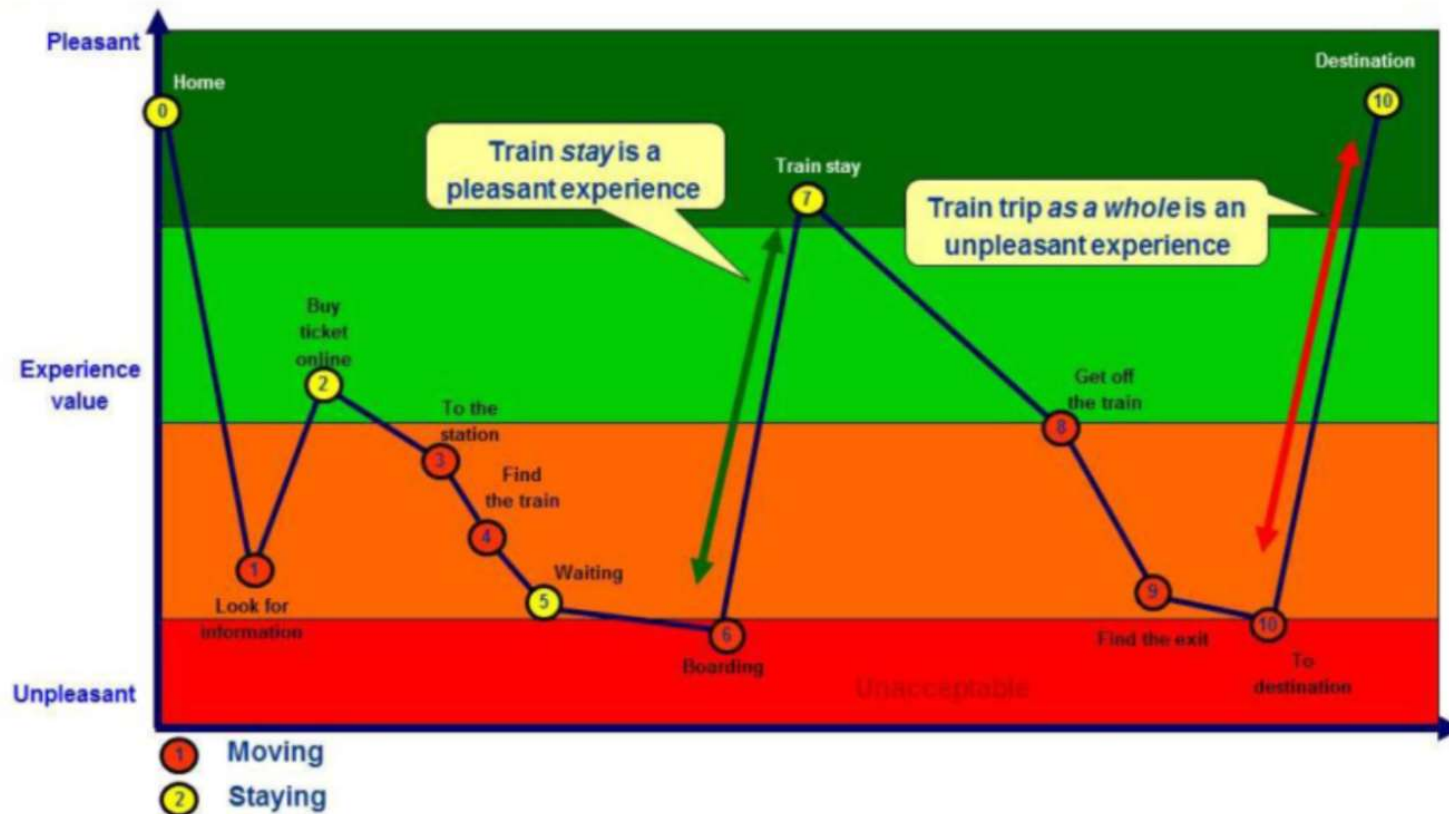 Pleasant
Experience
value
Unpleasant
0
Home
1
Look for
information
Buy
ticket
online
2
To the
station
3
Find
the train
4
Waiting
5
6
Boarding
Train stay is a
pleasant experience
Train stay
7
Get off
the train
8
9
Find the exit
10
To
destination
Train trip as a whole is an
unpleasant experience
Destination
10
Unacceptable
1 Moving
2 Staying